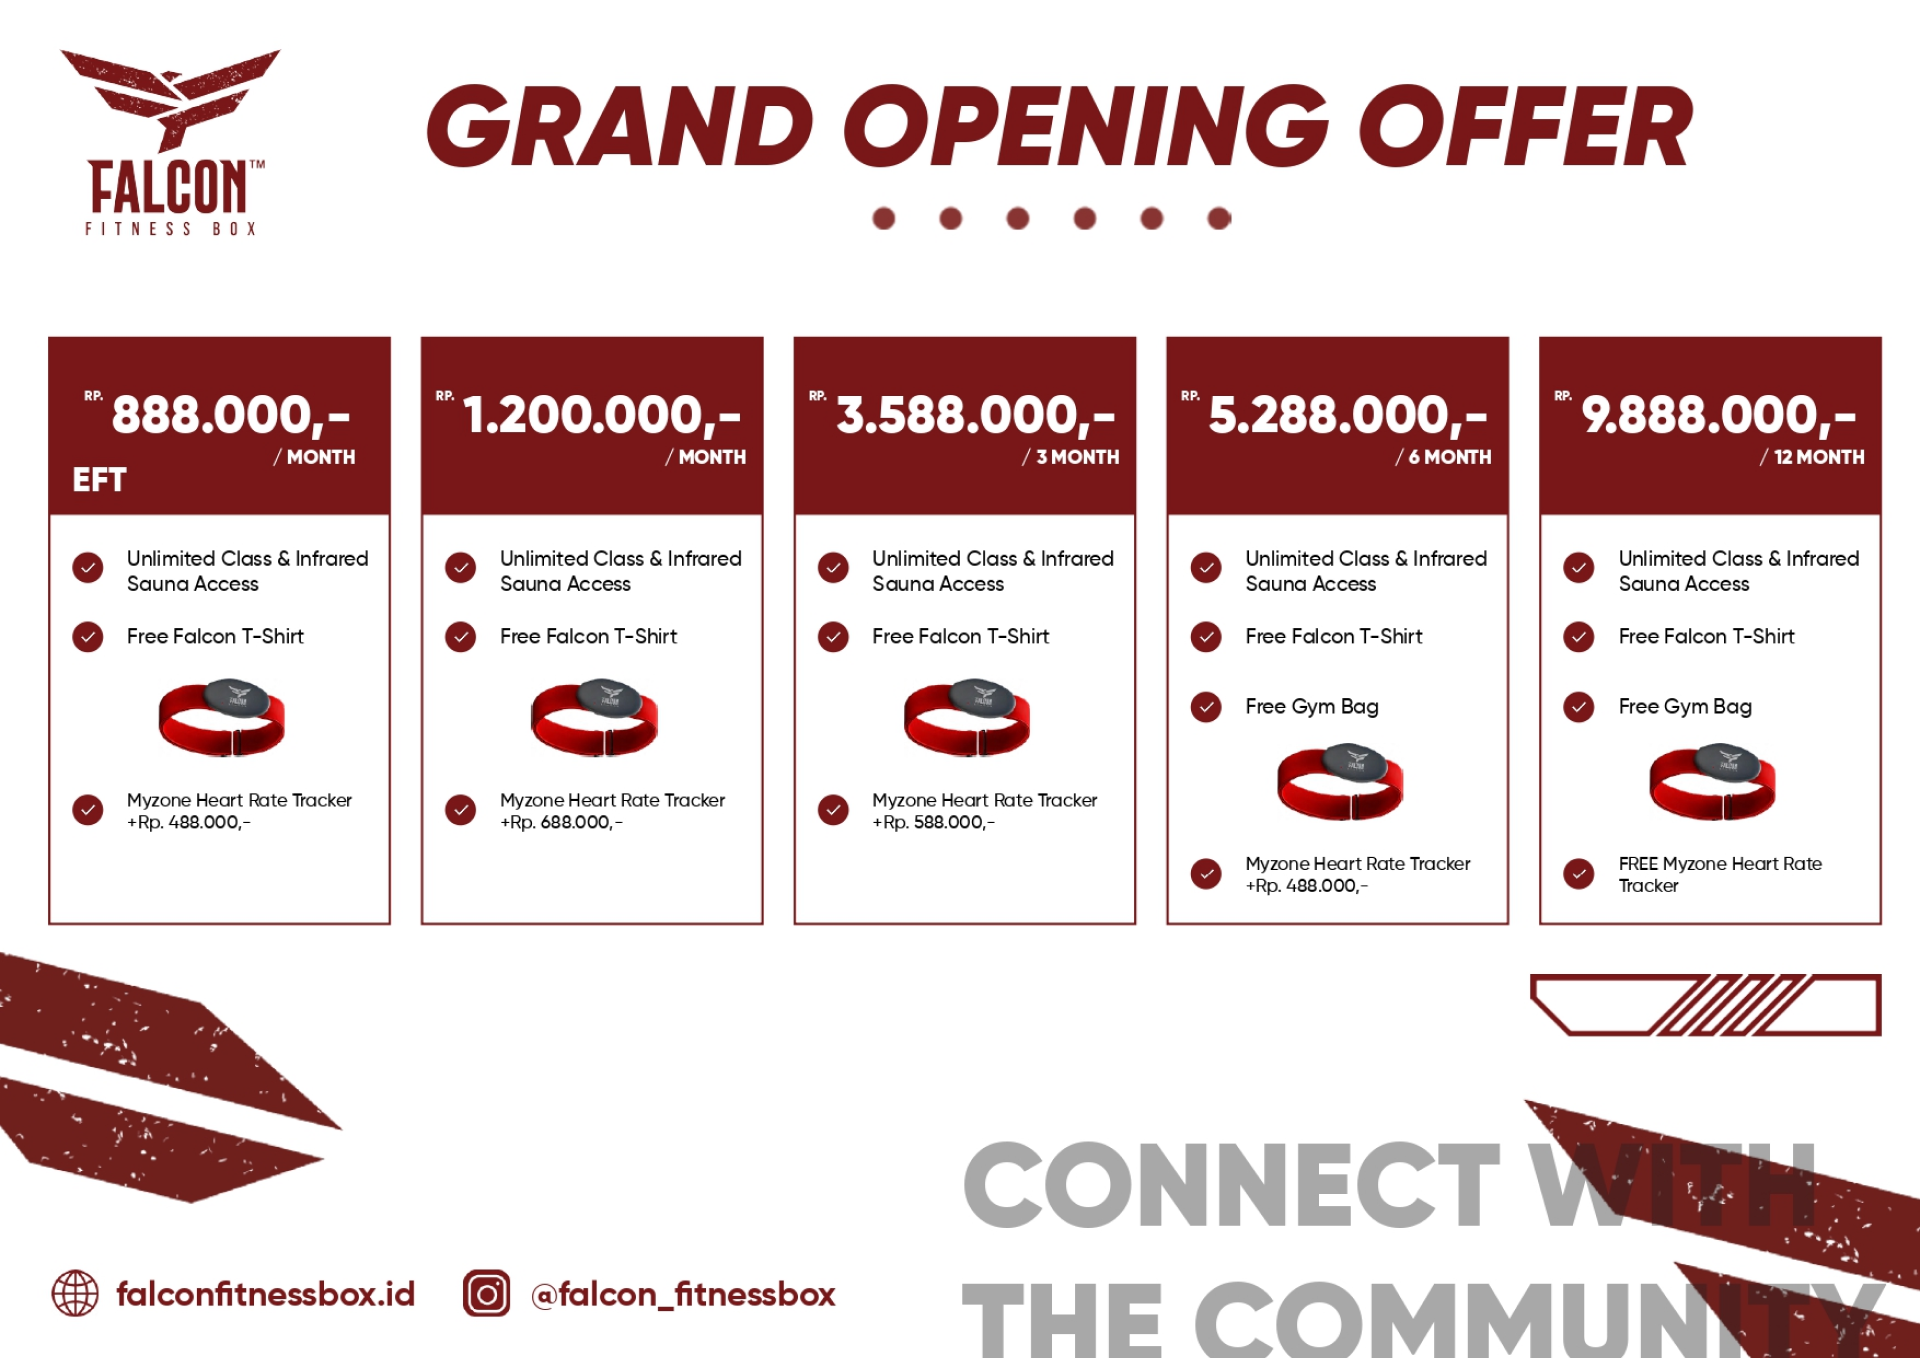 FALCON™
FITNESS BOX
GRAND OPENING OFFER
RP. 888.000,-
/ MONTH
EFT
Unlimited Class & Infrared
Sauna Access
Free Falcon T-Shirt
FALCON
Myzone Heart Rate Tracker
+Rp. 488.000,-
RP. 1.200.000,-
/ MONTH
Unlimited Class & Infrared
Sauna Access
Free Falcon T-Shirt
FALCON
Myzone Heart Rate Tracker
+Rp. 688.000,-
RP. 3.588.000,-
/ 3 MONTH
Unlimited Class & Infrared
Sauna Access
Free Falcon T-Shirt
FALCON
Myzone Heart Rate Tracker
+Rp. 588.000,-
RP. 5.288.000,-
/ 6 MONTH
Unlimited Class & Infrared
Sauna Access
Free Falcon T-Shirt
Free Gym Bag
FALCON
Myzone Heart Rate Tracker
+Rp. 488.000,-
RP. 9.888.000,-
/ 12 MONTH
Unlimited Class & Infrared
Sauna Access
Free Falcon T-Shirt
Free Gym Bag
FALCON
FREE Myzone Heart Rate
Tracker
CONNECT WITH
THE COMMUNITY
falconfitnessbox.id
@falcon_fitnessbox